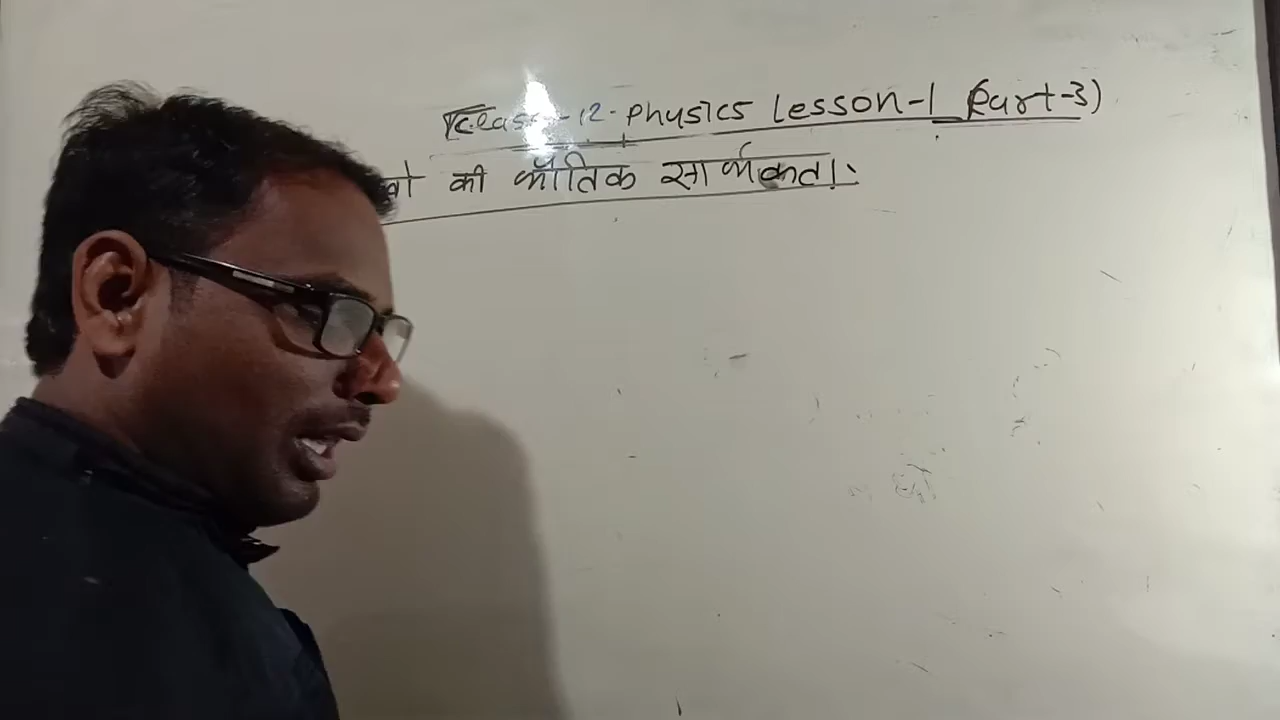 Class-12-Physics Lesson-1 (Part-3)
की भौतिक सार्थकता: